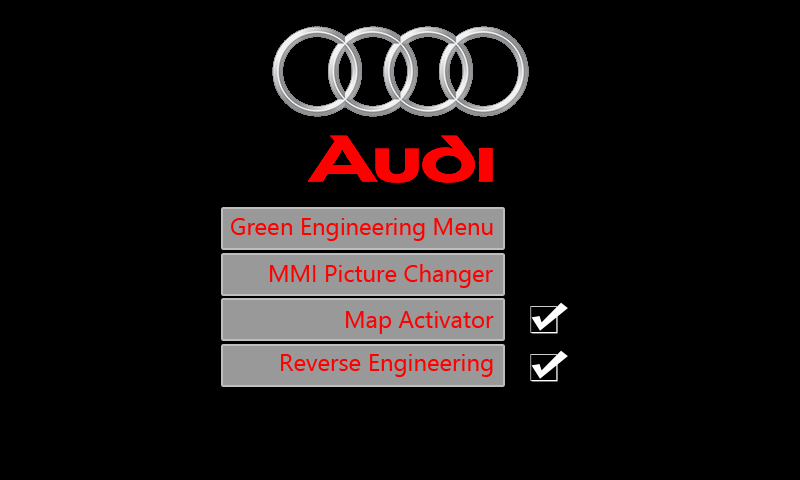 Audi
Green Engineering Menu
MMI Picture Changer
Map Activator
Reverse Engineering